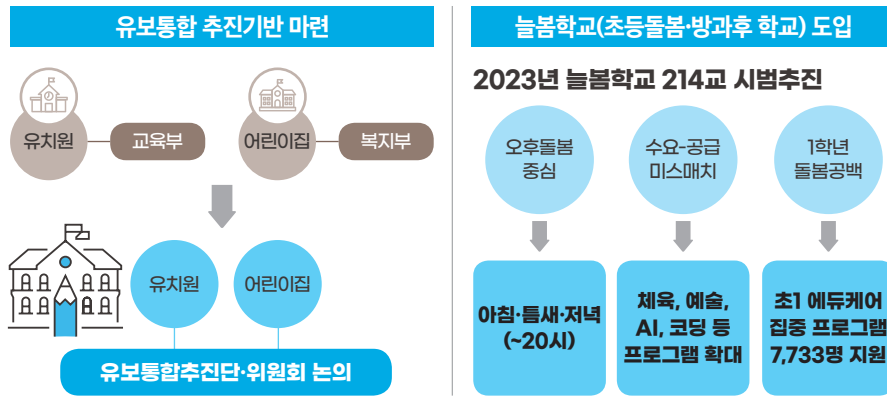 유보통합 추진기반 마련
유치원
교육부
어린이집
복지부
유치원
어린이집
유보통합추진단·위원회 논의
늘봄학교(초등돌봄·방과후 학교) 도입
2023년 늘봄학교 214교 시범추진
오후돌봄
중심
수요-공급
미스매치
1학년
돌봄공백
아침·틈새·저녁
(~20시)
체육, 예술,
AI, 코딩 등
프로그램 확대
초1 에듀케어
집중 프로그램
7,733명 지원